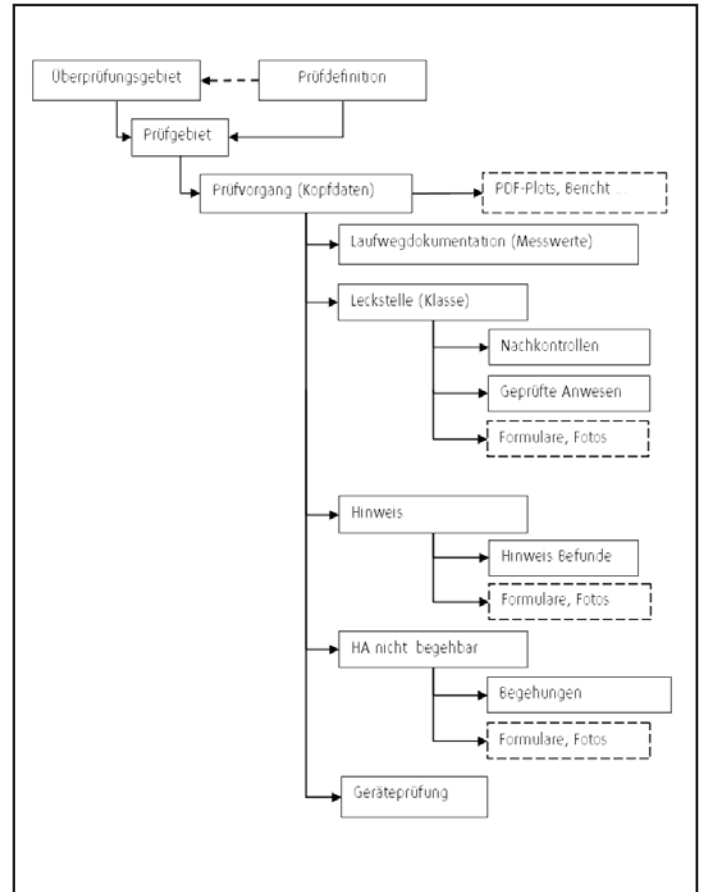 Überprüfungsgebiet
Prüfdefinition
Prüfgebiet
Prüfvorgang (Kopfdaten)
PDF-Plots, Bericht ...
Laufwegdokumentation (Messwerte)
Leckstelle (Klasse)
Nachkontrollen
Geprüfte Anwesen
Formulare, Fotos
Hinweis
Hinweis Befunde
Formulare, Fotos
HA nicht begehbar
Begehungen
Formulare, Fotos
Geräteprüfung